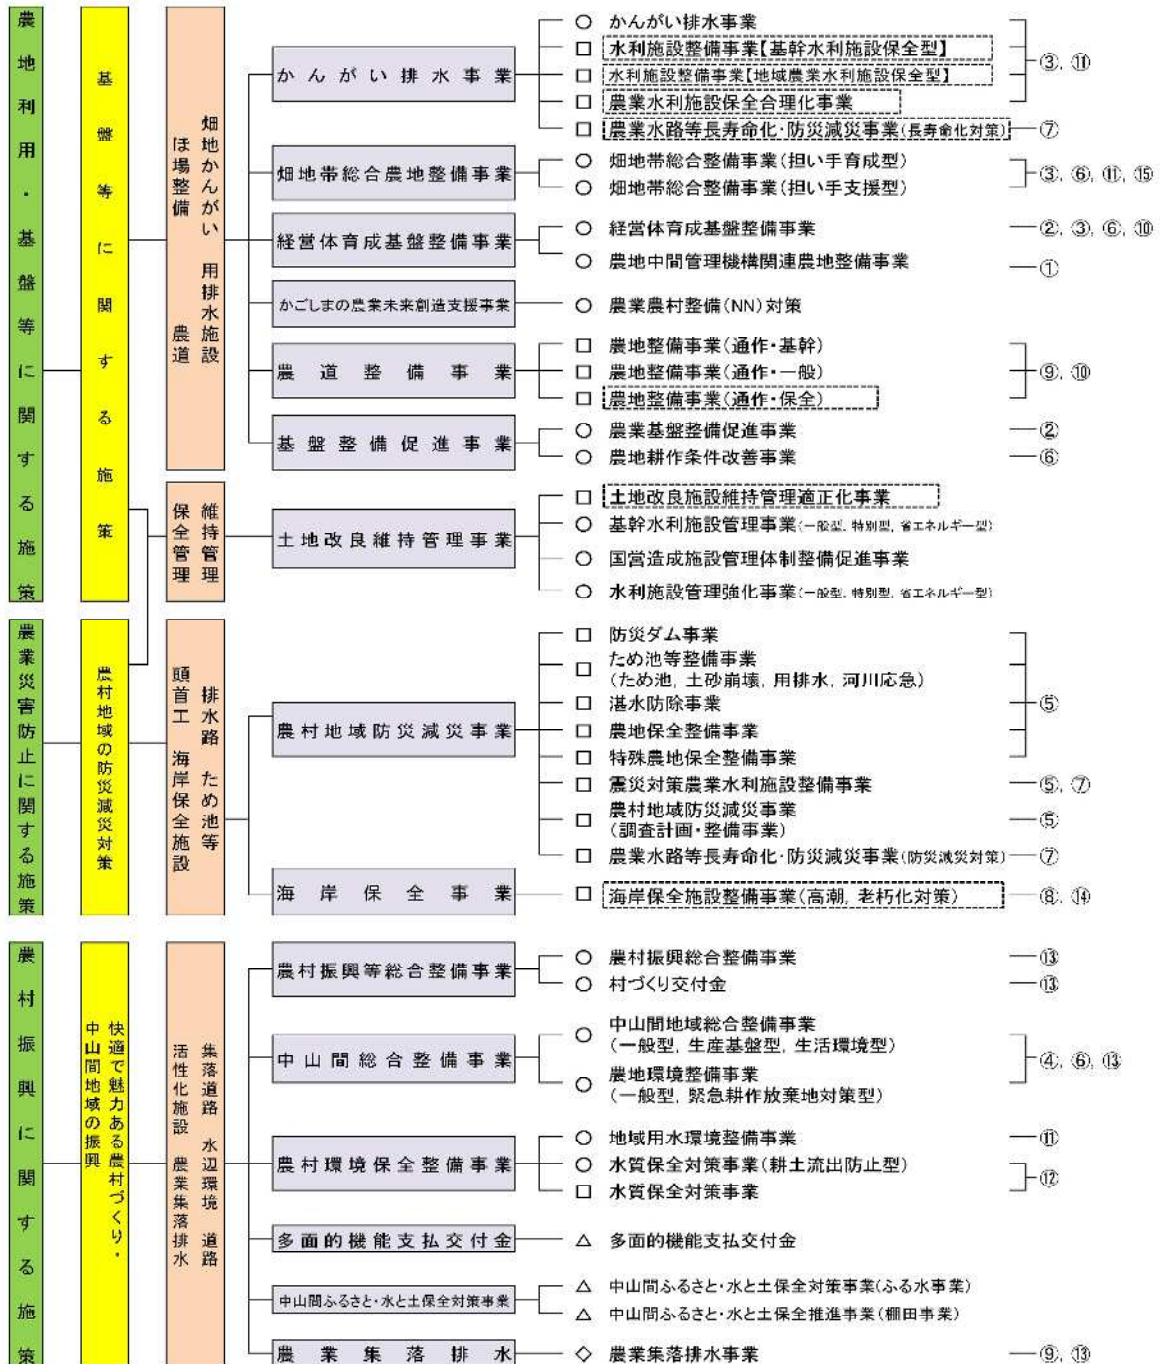 農地利用・基盤等に関する施策
基盤等に関する施策
畑地かんがい 用排水施設
ほ場整備 農道
かんがい排水事業
○ かんがい排水事業
□ 水利施設整備事業【基幹水利施設保全型】
□ 水利施設整備事業【地域農業水利施設保全型】
□ 農業水利施設保全合理化事業
③, ⑪
□ 農業水路等長寿命化・防災減災事業(長寿命化対策)
⑦
畑地帯総合農地整備事業
○ 畑地帯総合整備事業(担い手育成型)
○ 畑地帯総合整備事業(担い手支援型)
③, ⑥, ⑪, ⑮
経営体育成基盤整備事業
○ 経営体育成基盤整備事業
②, ③, ⑥, ⑩
○ 農地中間管理機構関連農地整備事業
①
かごしまの農業未来創造支援事業
○ 農業農村整備(NN)対策
農道整備事業
□ 農地整備事業(通作・基幹)
□ 農地整備事業(通作・一般)
□ 農地整備事業(通作・保全)
⑨, ⑩
基盤整備促進事業
○ 農業基盤整備促進事業
②
○ 農地耕作条件改善事業
⑥
維持管理
保全管理
土地改良維持管理事業
□ 土地改良施設維持管理適正化事業
○ 基幹水利施設管理事業(一般型, 特別型, 省エネルギー型)
○ 国営造成施設管理体制整備促進事業
○ 水利施設管理強化事業(一般型, 特別型, 省エネルギー型)
農業災害防止に関する施策
農村地域の防災減災対策
排水路 ため池等
頭首工 海岸保全施設
農村地域防災減災事業
□ 防災ダム事業
□ ため池等整備事業
(ため池, 土砂崩壊, 用排水, 河川応急)
□ 湛水防除事業
□ 農地保全整備事業
□ 特殊農地保全整備事業
⑤
□ 震災対策農業水利施設整備事業
⑤, ⑦
□ 農村地域防災減災事業
(調査計画・整備事業)
⑤
□ 農業水路等長寿命化・防災減災事業(防災減災対策)
⑦
海岸保全事業
□ 海岸保全施設整備事業(高潮, 老朽化対策)
⑧, ⑭
農村振興に関する施策
快適で魅力ある農村づくり・
中山間地域の振興
集落道路 水辺環境 道路
活性化施設 農業集落排水
農村振興等総合整備事業
○ 農村振興総合整備事業
⑬
○ 村づくり交付金
⑬
中山間総合整備事業
○ 中山間地域総合整備事業
(一般型, 生産基盤型, 生活環境型)
○ 農地環境整備事業
(一般型, 緊急耕作放棄地対策型)
④, ⑥, ⑬
農村環境保全整備事業
○ 地域用水環境整備事業
⑪
○ 水質保全対策事業(耕土流出防止型)
□ 水質保全対策事業
⑫
多面的機能支払交付金
△ 多面的機能支払交付金
中山間ふるさと・水と土保全対策事業
△ 中山間ふるさと・水と土保全対策事業(ふる水事業)
△ 中山間ふるさと・水と土保全推進事業(棚田事業)
農業集落排水
◇ 農業集落排水事業
⑨, ⑬